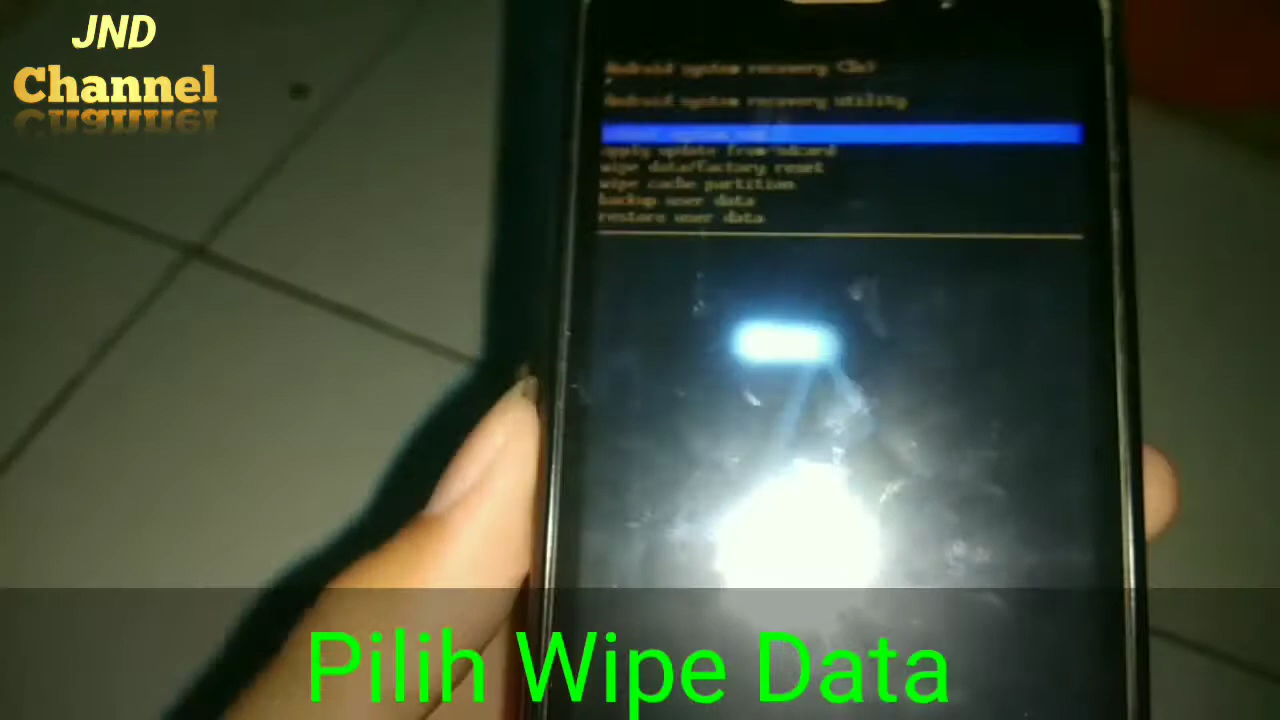 JND
Channel
Android system recovery <3e>
Android system recovery utility
reboot system now
apply update from sdcard
wipe data/factory reset
wipe cache partition
backup user data
restore user data
Pilih Wipe Data